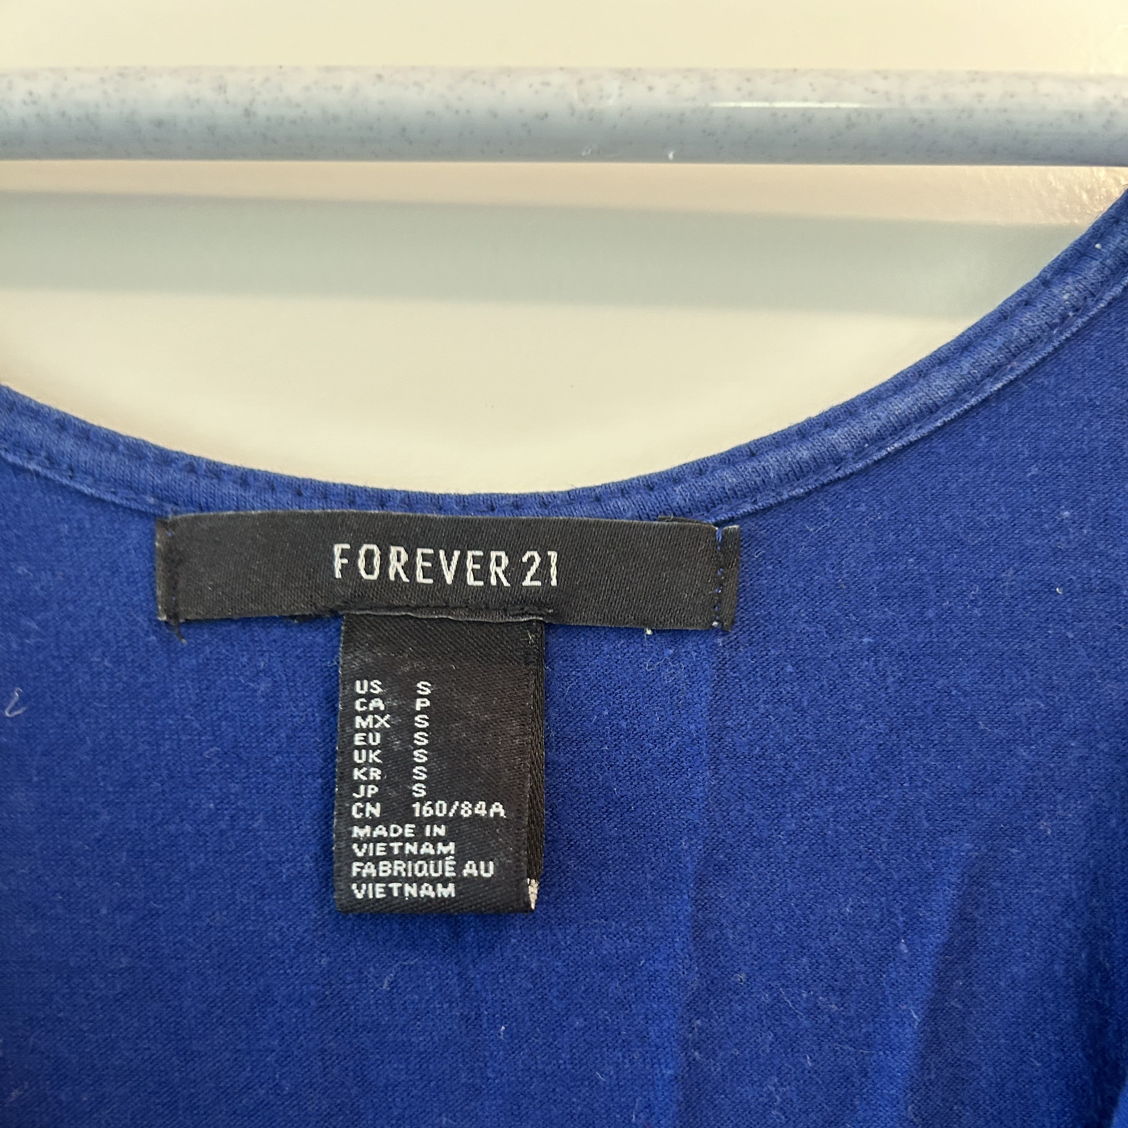 FOREVER 21
US S
CA P
MX S
EU S
UK S
KR S
JP S
CN 160/84A
MADE IN
VIETNAM
FABRIQUÉ AU
VIETNAM